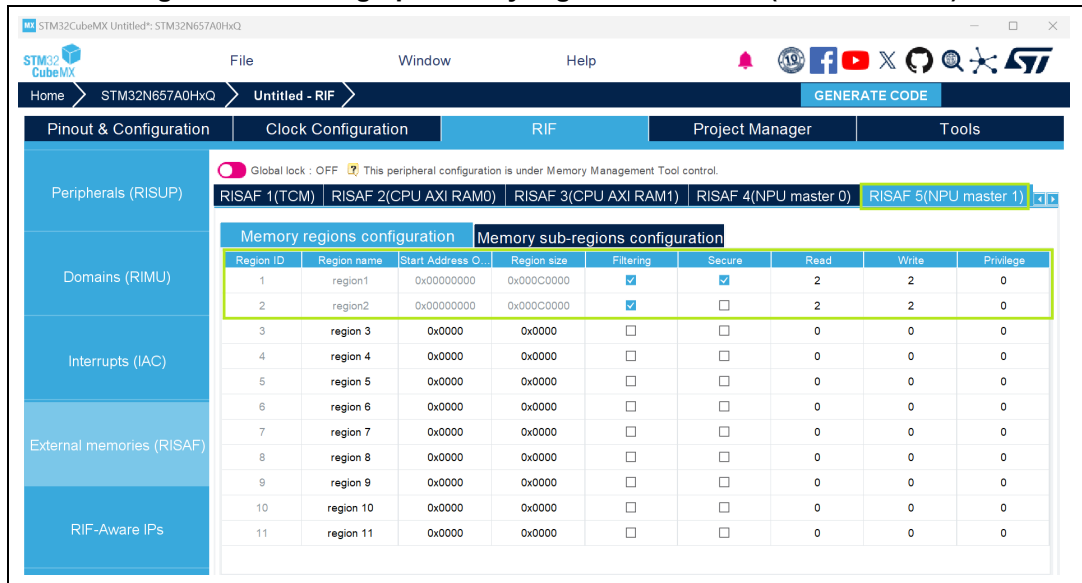 MX STM32CubeMX Untitled*: STM32N657A0HxQ
STM32 CubeMX File Window Help 19
Home STM32N657A0HxQ Untitled - RIF GENERATE CODE
Pinout & Configuration Clock Configuration RIF Project Manager Tools
Global lock : OFF ? This peripheral configuration is under Memory Management Tool control.
Peripherals (RISUP)
Domains (RIMU)
Interrupts (IAC)
External memories (RISAF)
RIF-Aware IPs
RISAF 1(TCM) RISAF 2(CPU AXI RAM0) RISAF 3(CPU AXI RAM1) RISAF 4(NPU master 0) RISAF 5(NPU master 1)
Memory regions configuration Memory sub-regions configuration
Region ID Region name Start Address O... Region size Filtering Secure Read Write Privilege
1 region1 0x00000000 0x000C0000 2 2 0
2 region2 0x00000000 0x000C0000 2 2 0
3 region 3 0x0000 0x0000 0 0 0
4 region 4 0x0000 0x0000 0 0 0
5 region 5 0x0000 0x0000 0 0 0
6 region 6 0x0000 0x0000 0 0 0
7 region 7 0x0000 0x0000 0 0 0
8 region 8 0x0000 0x0000 0 0 0
9 region 9 0x0000 0x0000 0 0 0
10 region 10 0x0000 0x0000 0 0 0
11 region 11 0x0000 0x0000 0 0 0